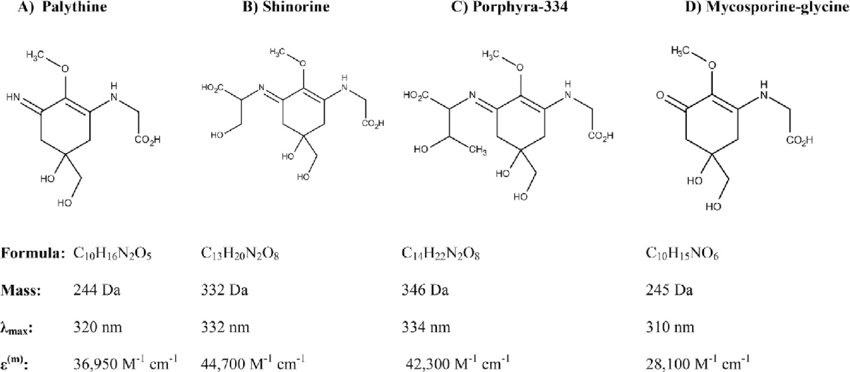 A) Palythine B) Shinorine C) Porphyra-334 D) Mycosporine-glycine
H₃C O HN H N CO₂H HO HO
HO₂C N H₃C O H N CO₂H HO HO HO
HO₂C N H₃C O H N CO₂H HO CH₃ HO HO
O H₃C O H N CO₂H HO HO
Formula: C₁₀H₁₆N₂O₅ C₁₃H₂₀N₂O₈ C₁₄H₂₂N₂O₈ C₁₀H₁₅NO₆
Mass: 244 Da 332 Da 346 Da 245 Da
λmax: 320 nm 332 nm 334 nm 310 nm
ε⁽ᵐ⁾: 36,950 M⁻¹ cm⁻¹ 44,700 M⁻¹ cm⁻¹ 42,300 M⁻¹ cm⁻¹ 28,100 M⁻¹ cm⁻¹